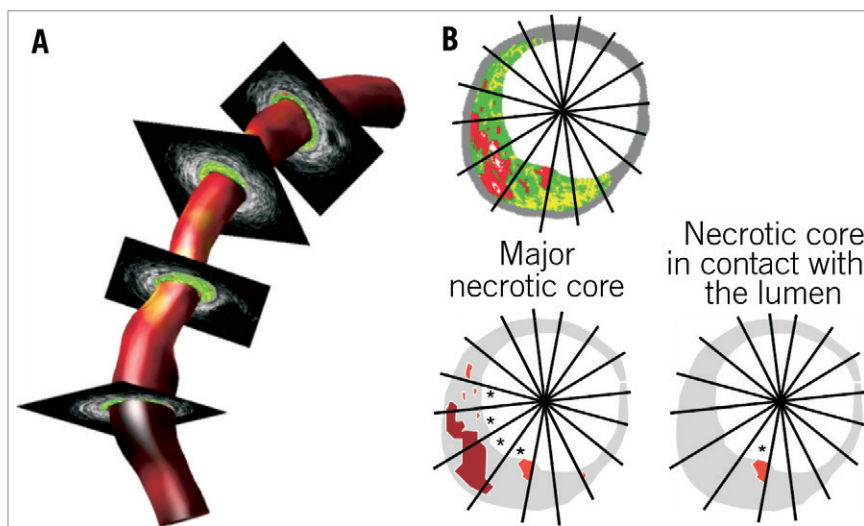 A
B
Major
necrotic core
Necrotic core
in contact with
the lumen
*
*
*
*
*